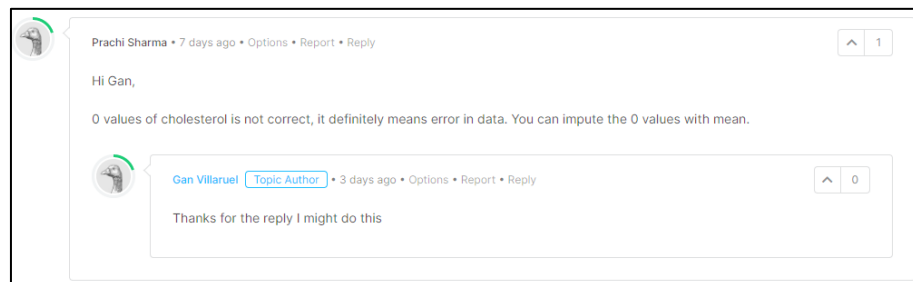 Prachi Sharma • 7 days ago • Options • Report • Reply
1
Hi Gan,
0 values of cholesterol is not correct, it definitely means error in data. You can impute the 0 values with mean.
Gan Villaruel Topic Author • 3 days ago • Options • Report • Reply
0
Thanks for the reply I might do this